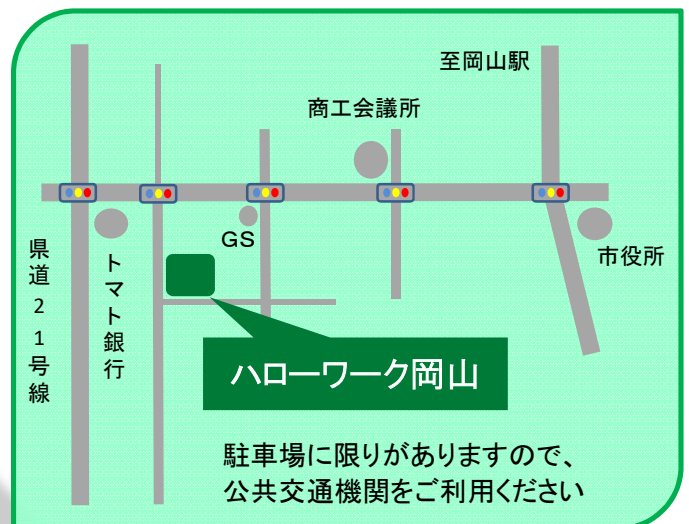 至岡山駅
商工会議所
GS
市役所
県道21号線
トマト銀行
ハローワーク岡山
駐車場に限りがありますので、
公共交通機関をご利用ください